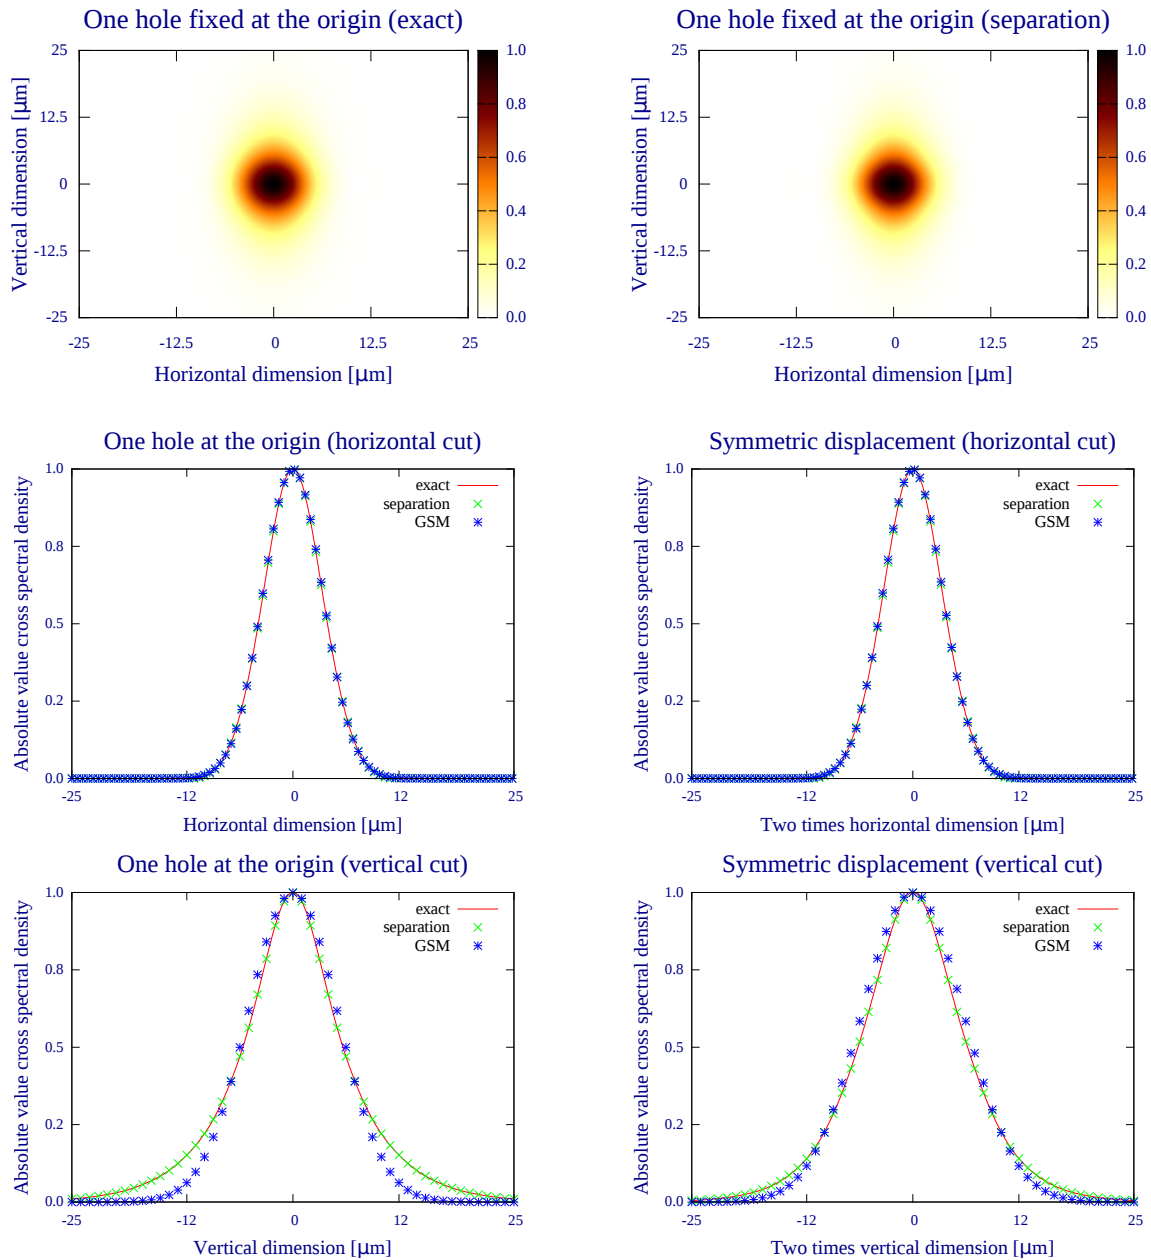 One hole fixed at the origin (exact)
25
12.5
0
-12.5
-25
Vertical dimension [μm]
-25
-12.5
0
12.5
25
Horizontal dimension [μm]
1.0
0.8
0.6
0.4
0.2
0.0
One hole fixed at the origin (separation)
25
12.5
0
-12.5
-25
Vertical dimension [μm]
-25
-12.5
0
12.5
25
Horizontal dimension [μm]
1.0
0.8
0.6
0.4
0.2
0.0
One hole at the origin (horizontal cut)
1.0
0.8
0.5
0.2
0.0
Absolute value cross spectral density
exact
separation
GSM
-25
-12
0
12
25
Horizontal dimension [μm]
Symmetric displacement (horizontal cut)
1.0
0.8
0.5
0.2
0.0
Absolute value cross spectral density
exact
separation
GSM
-25
-12
0
12
25
Two times horizontal dimension [μm]
One hole at the origin (vertical cut)
1.0
0.8
0.5
0.2
0.0
Absolute value cross spectral density
exact
separation
GSM
-25
-12
0
12
25
Vertical dimension [μm]
Symmetric displacement (vertical cut)
1.0
0.8
0.5
0.2
0.0
Absolute value cross spectral density
exact
separation
GSM
-25
-12
0
12
25
Two times vertical dimension [μm]